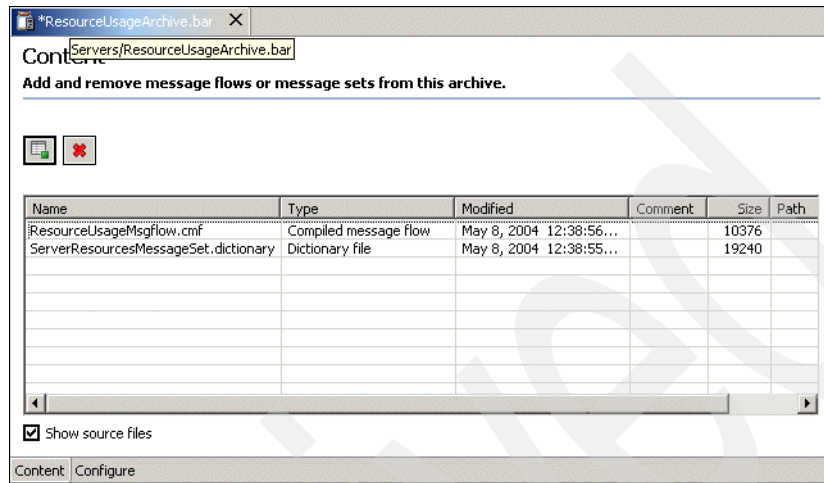 *ResourceUsageArchive.bar
Servers/ResourceUsageArchive.bar
Content
Add and remove message flows or message sets from this archive.
Name Type Modified Comment Size Path
ResourceUsageMsgflow.cmf Compiled message flow May 8, 2004 12:38:56... 10376
ServerResourcesMessageSet.dictionary Dictionary file May 8, 2004 12:38:55... 19240
Show source files
Content Configure